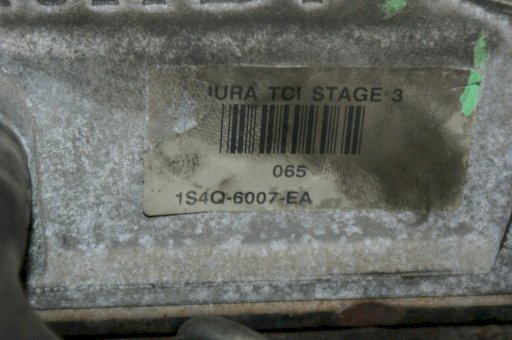 URA TCI STAGE 3
065
1S4Q-6007-EA